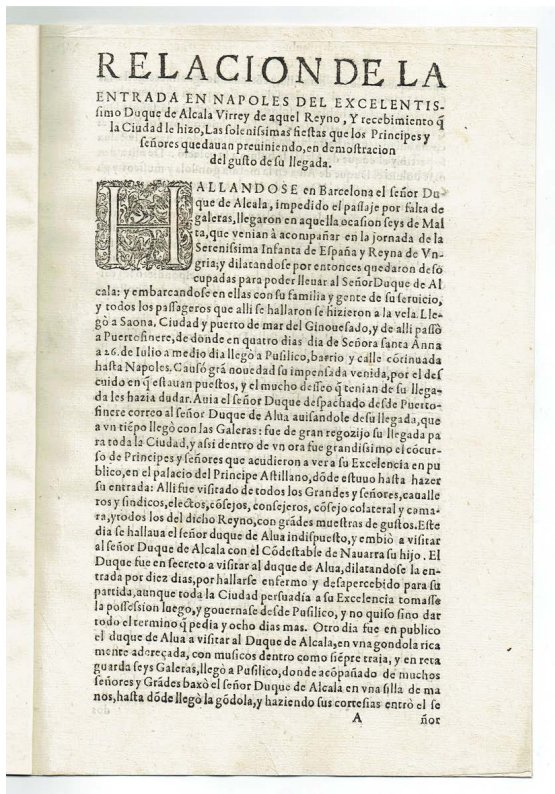 RELACION DE LA
ENTRADA EN NAPOLES DEL EXCELENTIS-
simo Duque de Alcala Virrey de aquel Reyno, Y recebimiento q̃
la Ciudad le hizo, Las solenissimas fiestas que los Principes y
señores quedauan preuiniendo, en demostracion
del gusto de su llegada.
HALLANDOSE en Barcelona el señor Du-
que de Alcala, impedido el passaje por falta de
galeras, llegaron en aquella ocasion seys de Mal
ta, que venian à acompañar en la jornada de la
Serenissima Infanta de España y Reyna de Vn-
gria; y dilatandose por entonces quedaron deso
cupadas para poder lleuar al Señor Duque de Al
cala: y embarcandose en ellas con su familia y gente de su seruicio,
y todos los passageros que alli se hallaron se hizieron a la vela. Lle-
gò a Saona, Ciudad y puerto de mar del Ginouesado, y de alli passò
a Puertofinere, de donde en quatro dias dia de Señora santa Anna
a 26. de Iulio a medio dia llegò a Pusilico, barrio y calle cõtinuada
hasta Napoles. Causó grã nouedad su impensada venida, por el des
cuido en q̃ estauan puestos, y el mucho desseo q̃ tenian de su llega-
da les hazia dudar. Auia el señor Duque despachado desde Puerto-
finere correo al señor Duque de Alua auisandole de su llegada, que
a vn tiẽpo llegò con las Galeras: fue de gran regozijo su llegada pa
ra toda la Ciudad, y assi dentro de vn ora fue grandissimo el cõcur-
so de Principes y señores que acudieron a ver a su Excelencia en pu
blico, en el palacio del Principe Astillano, dõde estuuo hasta hazer
su entrada: Alli fue visitado de todos los Grandes y señores, caualle
ros y sindicos, electos, cõsejos, consejeros, cõsejo colateral y cama-
ra, y todos los del dicho Reyno, con grãdes muestras de gustos. Este
dia se hallaua el señor duque de Alua indispuesto, y embiò a visitar
al señor Duque de Alcala con el Cõdestable de Nauarra su hijo. El
Duque fue en secreto a visitar al duque de Alua, dilatandose la en-
trada por diez dias, por hallarse enfermo y desapercebido para su
partida, aunque toda la Ciudad persuadia a su Excelencia tomasse
la possession luego, y gouernase desde Pusilico, y no quiso sino dar
todo el termino q̃ pedia y ocho dias mas. Otro dia fue en publico
el duque de Alua a visitar al Duque de Alcala, en vna gondola rica
mente adereçada, con musicos dentro como siẽpre traja, y en reta
guarda seys Galeras, llegò a Pusilico, donde acõpañado de muchos
señores y Grãdes baxò el señor Duque de Alcala en vna silla de ma
nos, hasta dõde llegò la gõdola, y haziendo sus cortesias entrò el se
A ñor